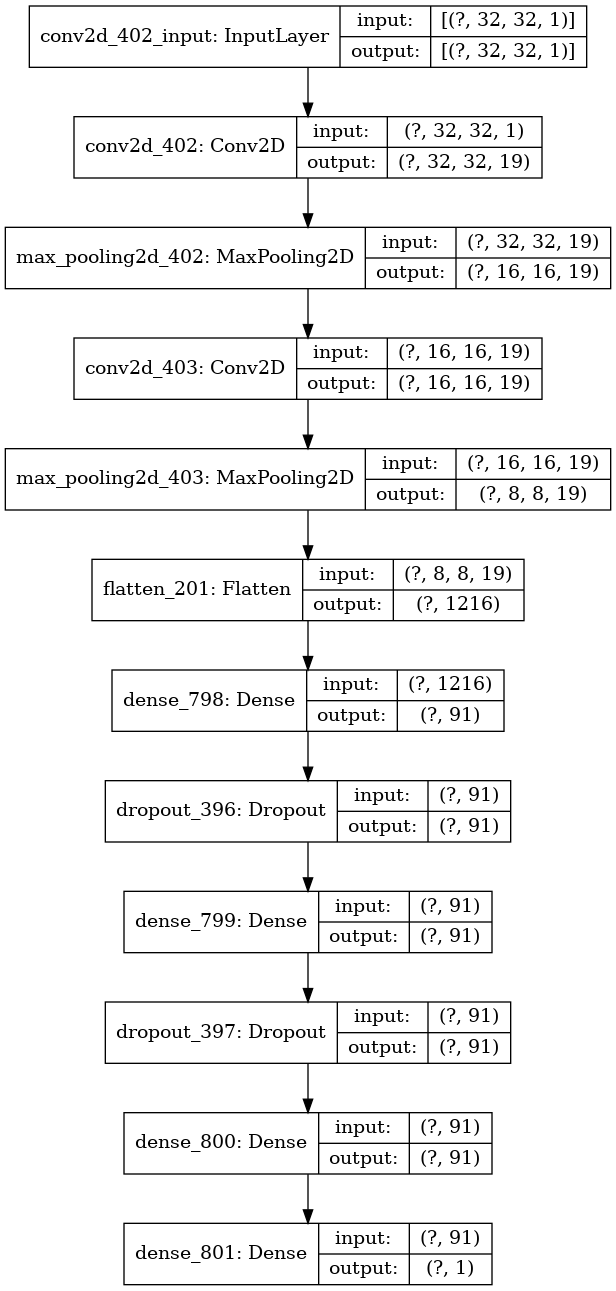 conv2d_402_input: InputLayer
input: [(?, 32, 32, 1)]
output: [(?, 32, 32, 1)]
conv2d_402: Conv2D
input: (?, 32, 32, 1)
output: (?, 32, 32, 19)
max_pooling2d_402: MaxPooling2D
input: (?, 32, 32, 19)
output: (?, 16, 16, 19)
conv2d_403: Conv2D
input: (?, 16, 16, 19)
output: (?, 16, 16, 19)
max_pooling2d_403: MaxPooling2D
input: (?, 16, 16, 19)
output: (?, 8, 8, 19)
flatten_201: Flatten
input: (?, 8, 8, 19)
output: (?, 1216)
dense_798: Dense
input: (?, 1216)
output: (?, 91)
dropout_396: Dropout
input: (?, 91)
output: (?, 91)
dense_799: Dense
input: (?, 91)
output: (?, 91)
dropout_397: Dropout
input: (?, 91)
output: (?, 91)
dense_800: Dense
input: (?, 91)
output: (?, 91)
dense_801: Dense
input: (?, 91)
output: (?, 1)